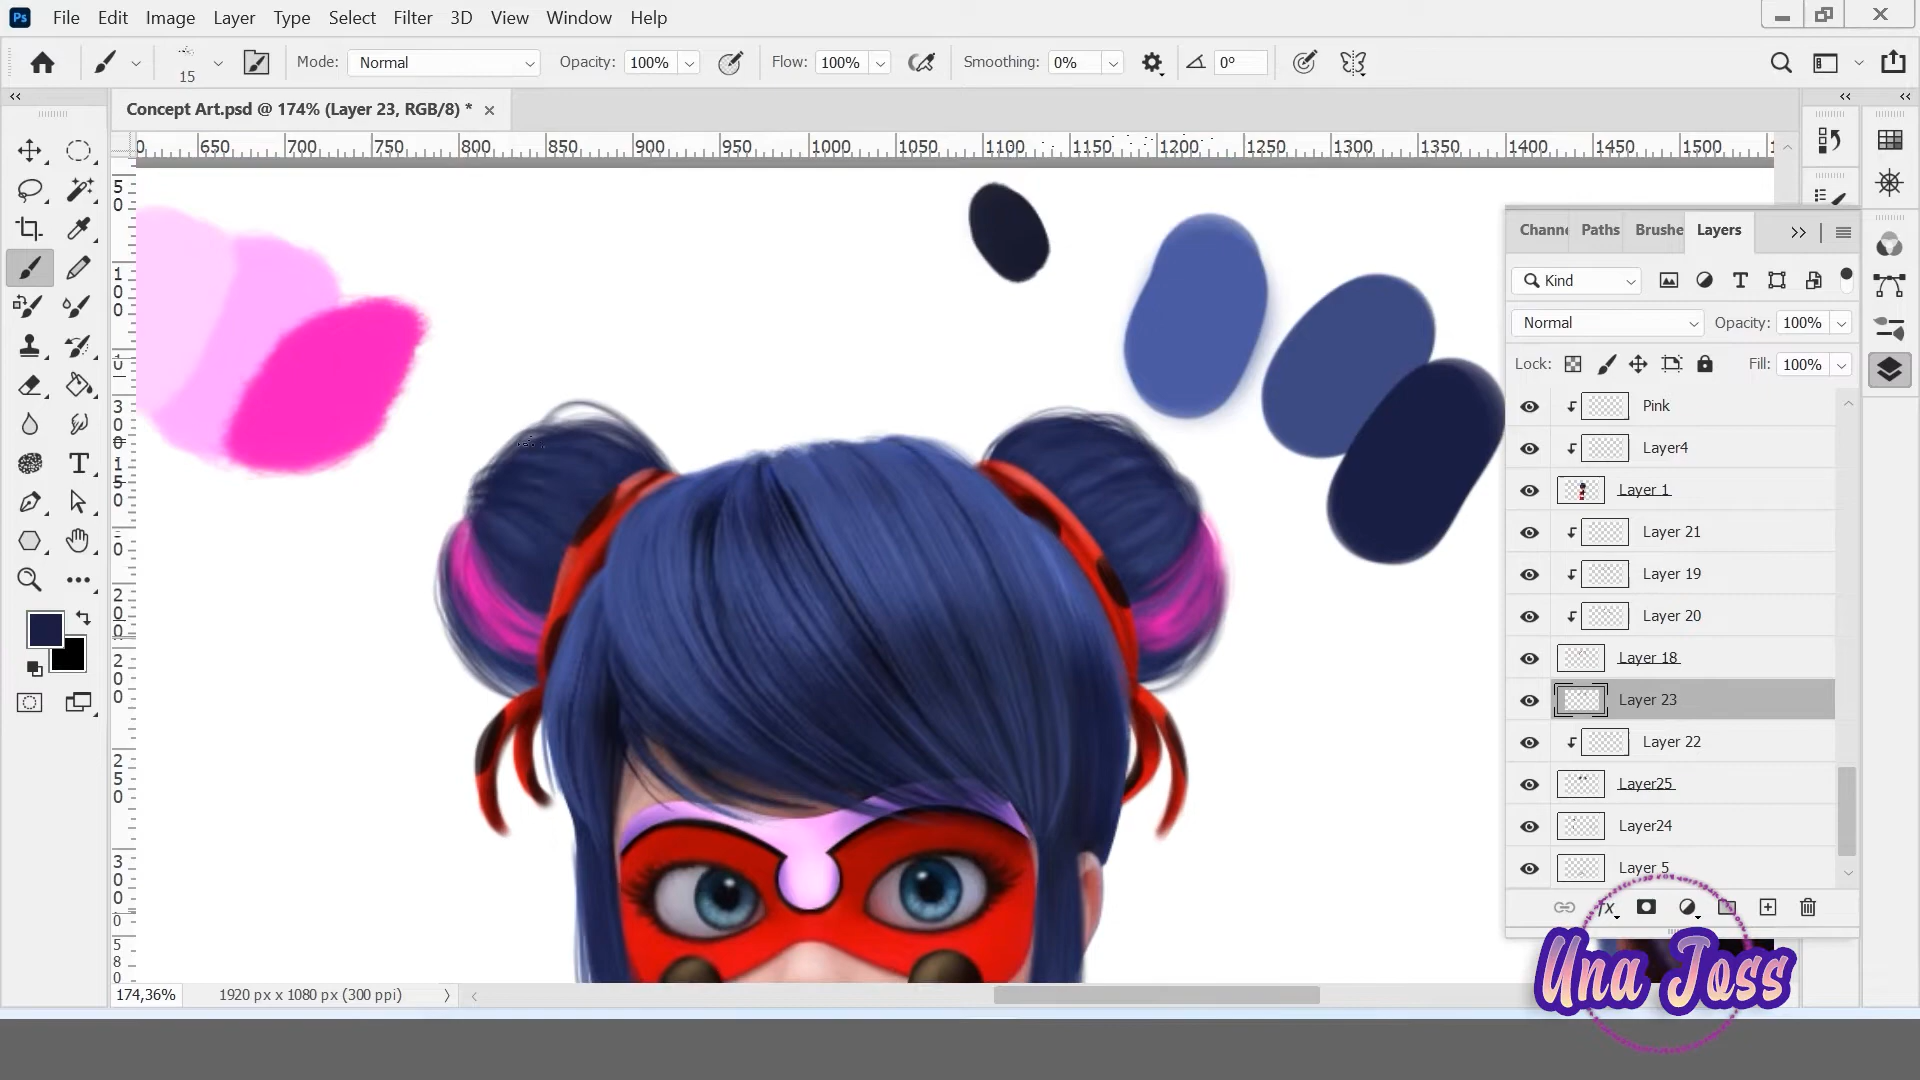 Ps File Edit Image Layer Type Select Filter 3D View Window Help
15 Mode: Normal Opacity: 100% Flow: 100% Smoothing: 0% 0°
Concept Art.psd @ 174% (Layer 23, RGB/8) *
0 650 700 750 800 850 900 950 1000 1050 1100 1150 1200 1250 1300 1350 1400 1450 1500
Channe Paths Brushe Layers
Kind
Normal Opacity: 100%
Lock: Fill: 100%
Pink
Layer4
Layer 1
Layer 21
Layer 19
Layer 20
Layer 18
Layer 23
Layer 22
Layer25
Layer24
Layer 5
fx
Una Joss
174,36% 1920 px x 1080 px (300 ppi)